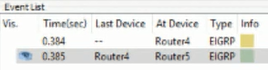 Event List
Vis. Time(sec) Last Device At Device Type Info
0.384 -- Router4 EIGRP
0.385 Router4 Router5 EIGRP